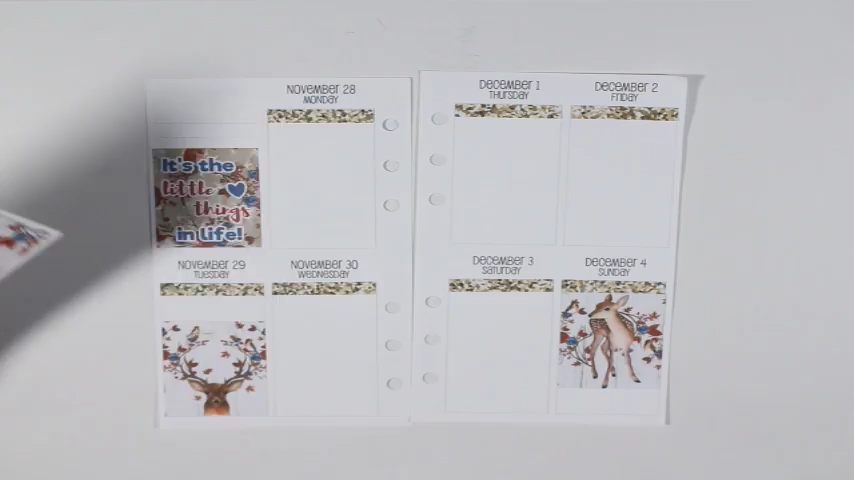 NOVEMBER 28
MONDAY
It's the
little
things
in life!
NOVEMBER 29
TUESDAY
NOVEMBER 30
WEDNESDAY
DECEMBER 1
THURSDAY
DECEMBER 2
FRIDAY
DECEMBER 3
SATURDAY
DECEMBER 4
SUNDAY